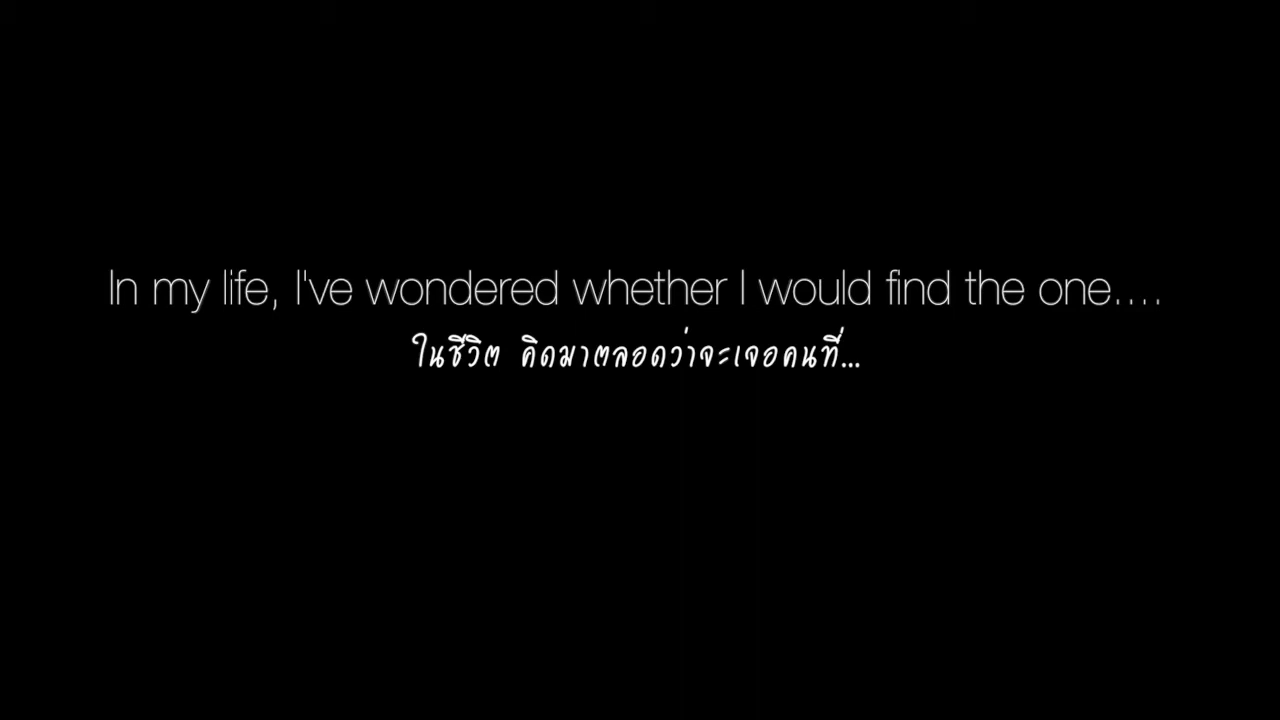 In my life, I've wondered whether I would find the one....
ในชีวิต คิดมาตลอดว่าจะเจอคนที่...